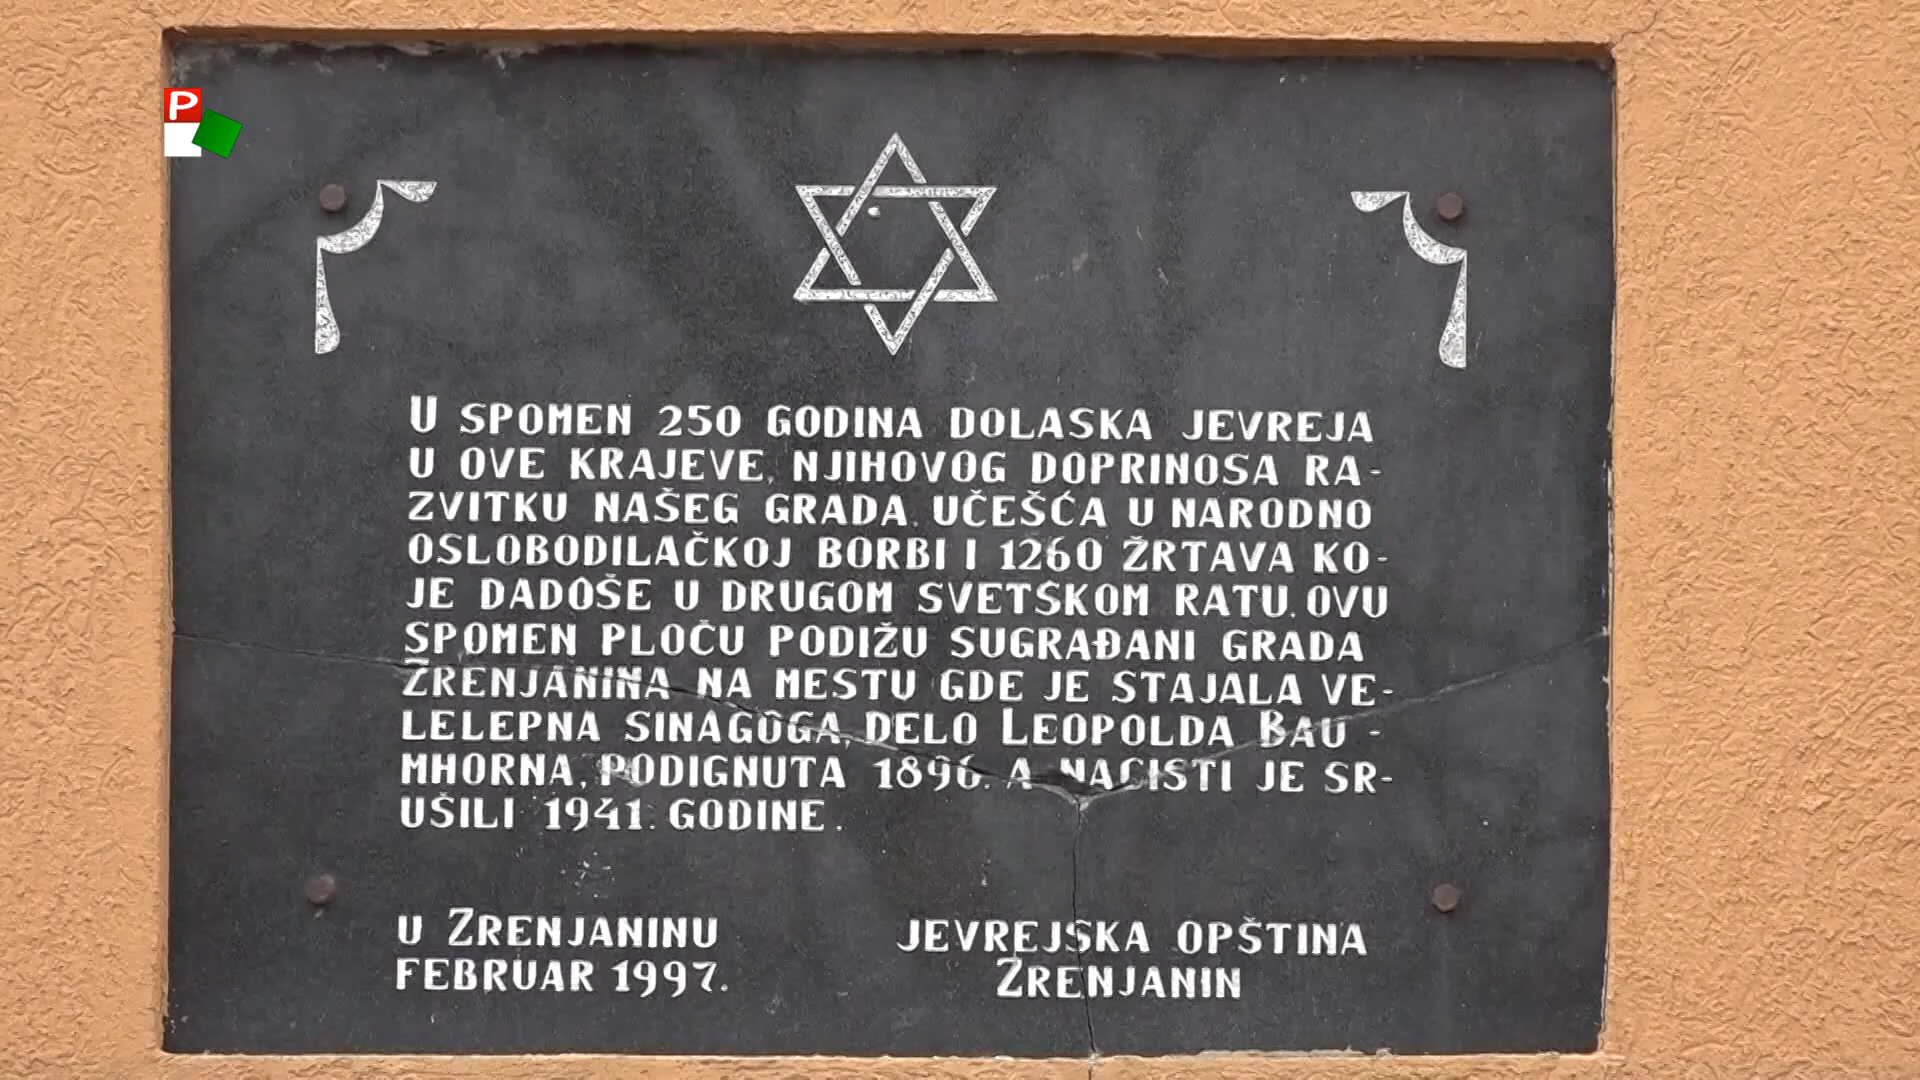 P
U SPOMEN 250 GODINA DOLASKA JEVREJA
U OVE KRAJEVE, NJIHOVOG DOPRINOSA RA-
ZVITKU NAŠEG GRADA. UČEŠĆA U NARODNO
OSLOBODILAČKOJ BORBI I 1260 ŽRTAVA KO-
JE DADOŠE U DRUGOM SVETSKOM RATU. OVU
SPOMEN PLOČU PODIŽU SUGRAĐANI GRADA
ZRENJANINA NA MESTU GDE JE STAJALA VE-
LELEPNA SINAGOGA, DELO LEOPOLDA BAU-
MHORNA, PODIGNUTA 1896. A NACISTI JE SR-
UŠILI 1941. GODINE.
U ZRENJANINU
FEBRUAR 1997.
JEVREJSKA OPŠTINA
ZRENJANIN